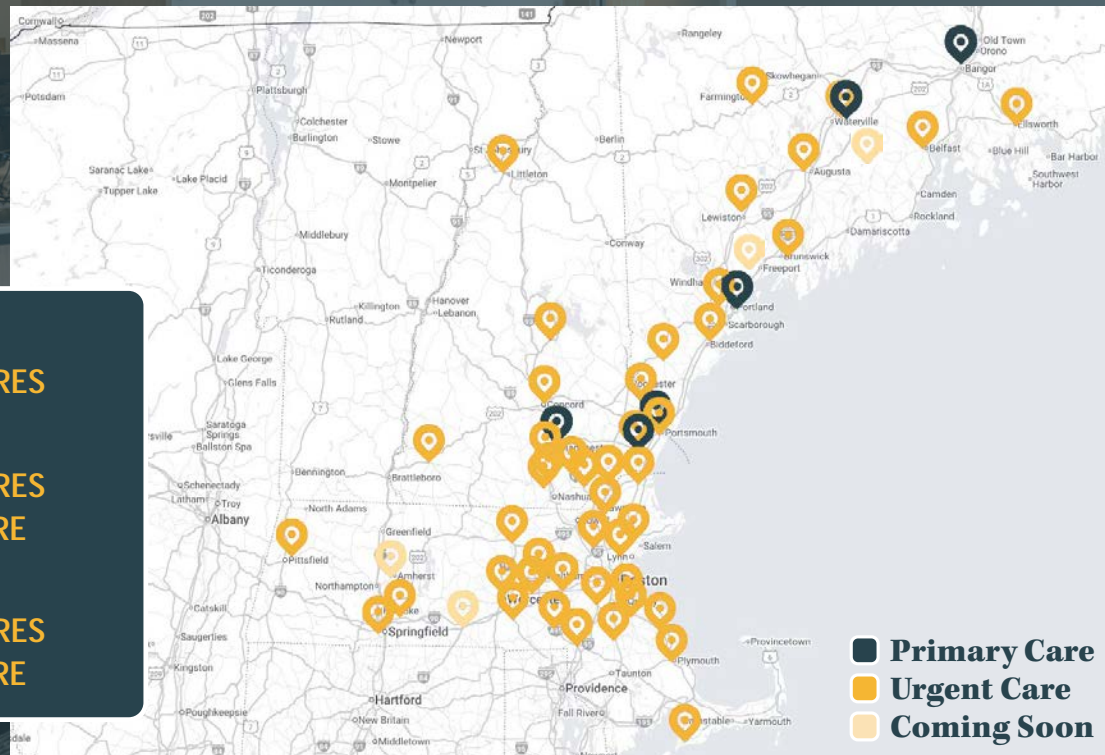 Cornwall
Massena
Potsdam
Plattsburgh
Colchester
Burlington
Stowe
Saranac Lake
Lake Placid
Tupper Lake
Montpelier
Middlebury
Ticonderoga
Newport
Littleton
Berlin
Conway
Rangeley
Skowhegan
Farmington
Waterville
Old Town
Orono
Bangor
Ellsworth
Belfast
Blue Hill
Bar Harbor
Southwest
Harbor
Augusta
Camden
Rockland
Damariscotta
Lewiston
Brunswick
Freeport
Portland
Scarborough
Biddeford
Killington
Rutland
Hanover
Lebanon
Lake George
Glens Falls
Saratoga
Springs
Ballston Spa
Concord
Portsmouth
Bennington
Brattleboro
Schenectady
Latham
Troy
Albany
North Adams
Greenfield
Pittsfield
Northampton
Amherst
Springfield
Salem
Lynn
Catskill
Saugerties
Kingston
Poughkeepsie
Hartford
New Britain
Middletown
Providence
Fall River
Taunton
Plymouth
Provincetown
Yarmouth
RES
RES
RE
RES
RE
Primary Care
Urgent Care
Coming Soon